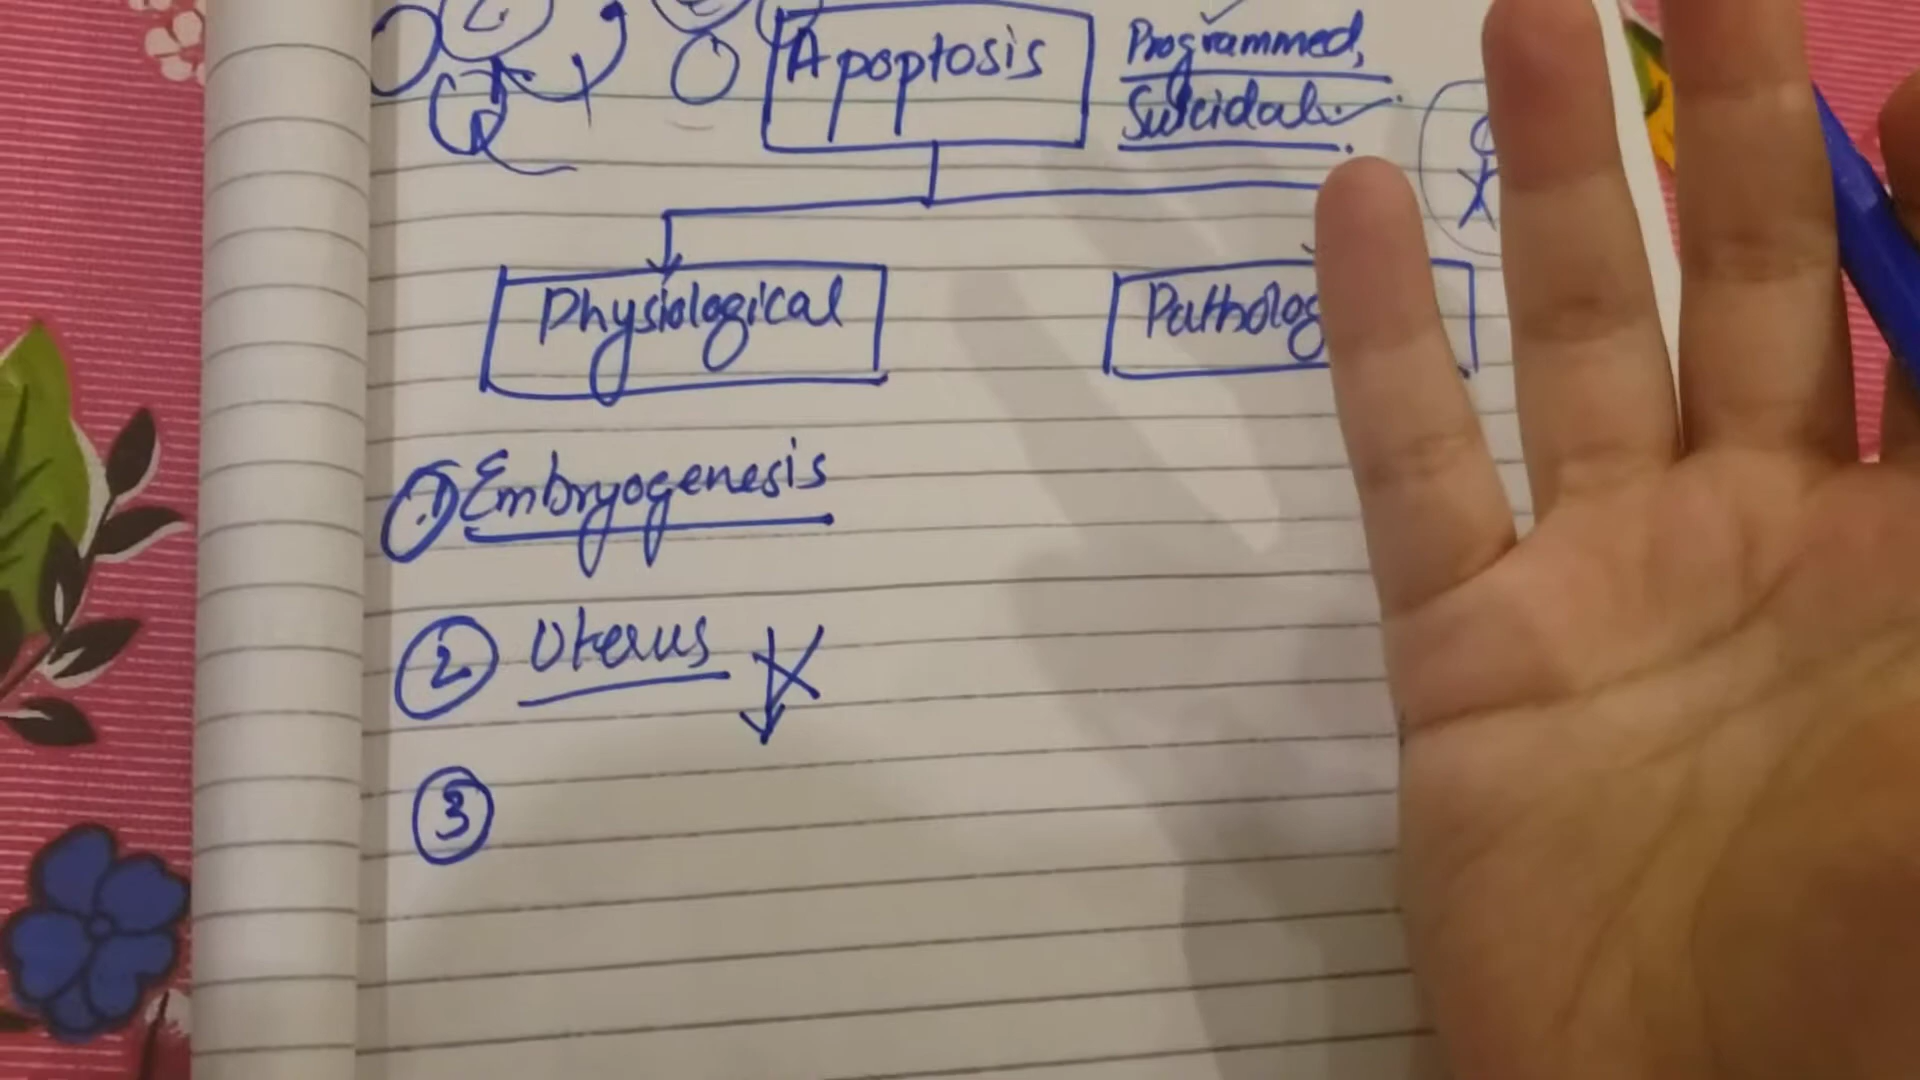 Apoptosis
Programmed,
Suicidal.
Physiological
Patholog
1 Embryogenesis
2 Uterus
3